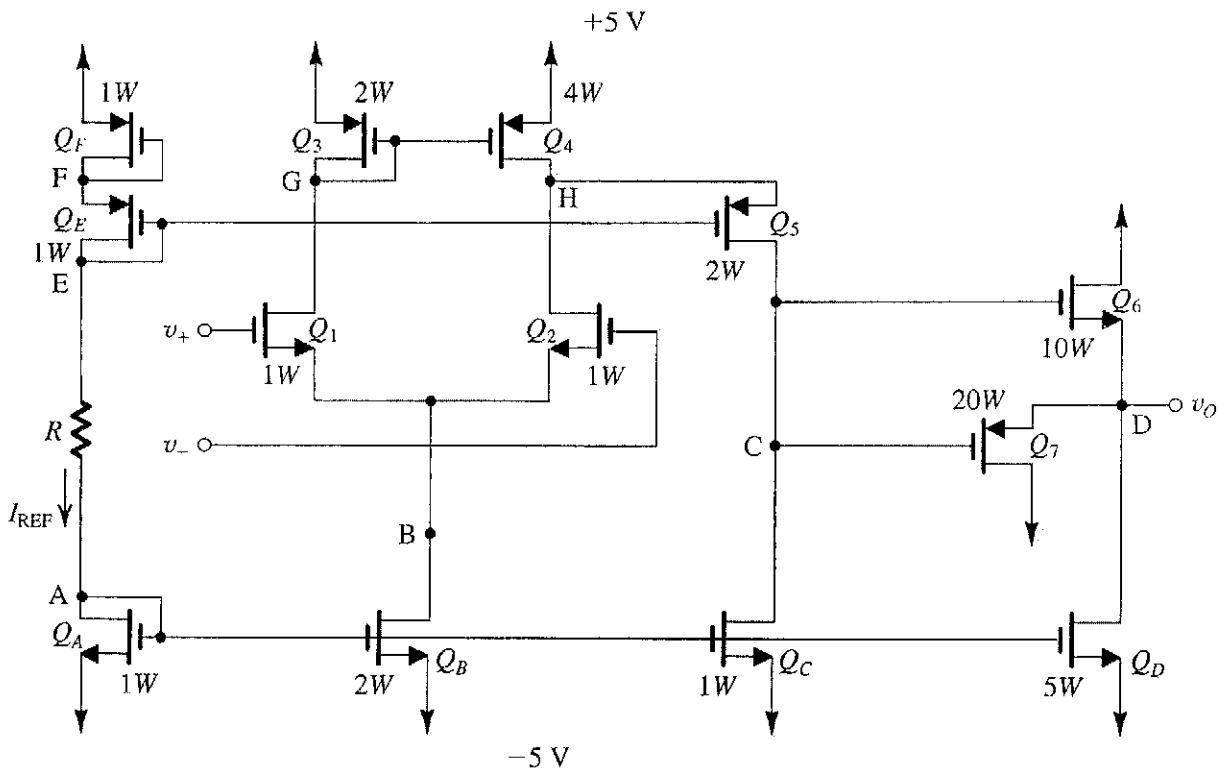 +5 V
1W
2W
4W
Q_F
Q_3
Q_4
F
G
H
Q_E
Q_5
1W
2W
E
Q_6
v_+
Q_1
Q_2
1W
1W
10W
20W
R
v_O
D
v_−
C
Q_7
I_REF
B
A
Q_A
Q_B
Q_C
Q_D
1W
2W
1W
5W
−5 V